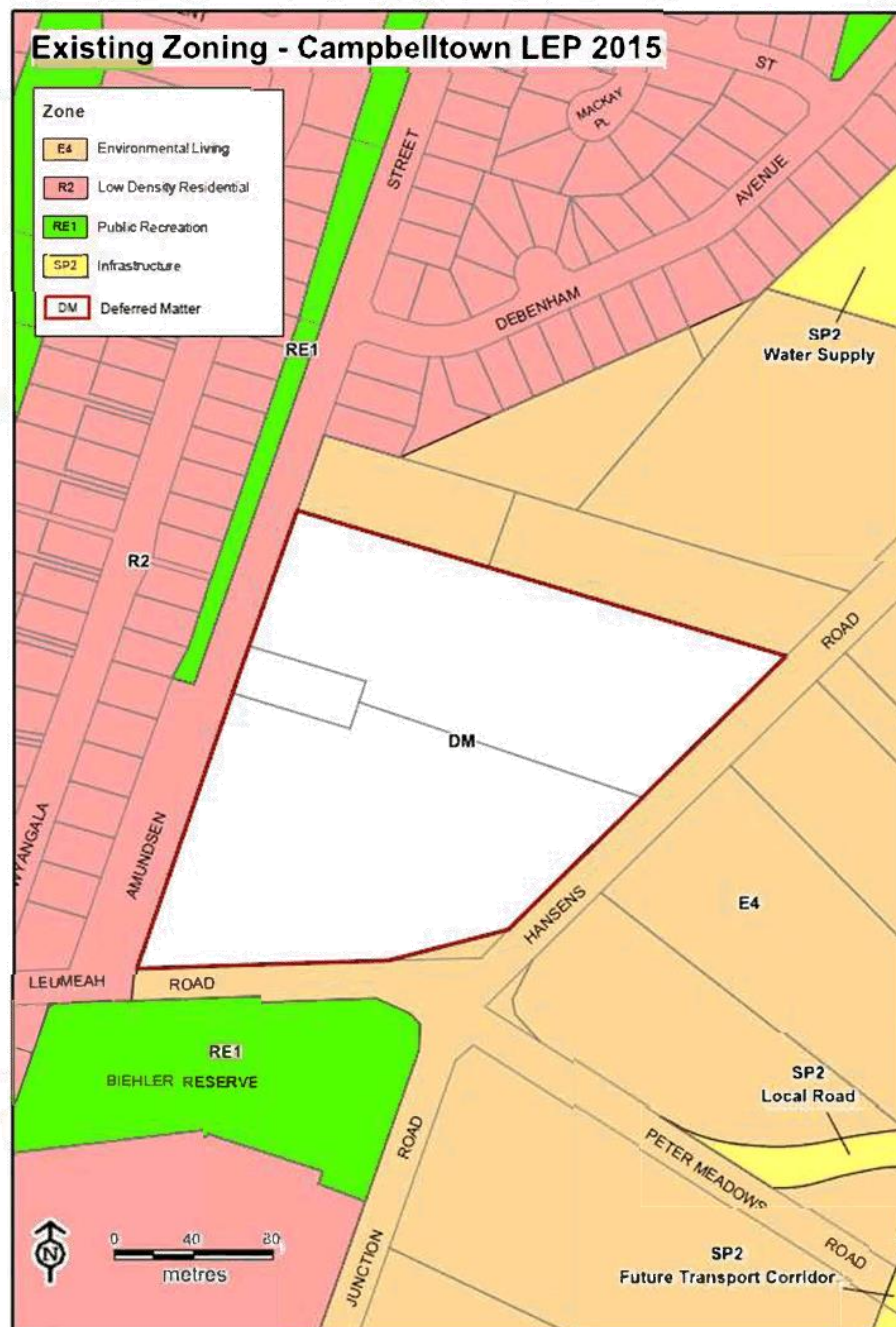 Existing Zoning - Campbelltown LEP 2015
Zone
E4 Environmental Living
R2 Low Density Residential
RE1 Public Recreation
SP2 Infrastructure
DM Deferred Matter
ST
MACKAY
PL
STREET
AVENUE
DEBENHAM
SP2
Water Supply
RE1
R2
ROAD
DM
WYANGALA
AMUNDSEN
HANSENS
E4
LEUMEAH
ROAD
RE1
BIEHLER RESERVE
SP2
Local Road
ROAD
PETER MEADOWS
ROAD
JUNCTION
SP2
Future Transport Corridor
N
0 40 80
metres